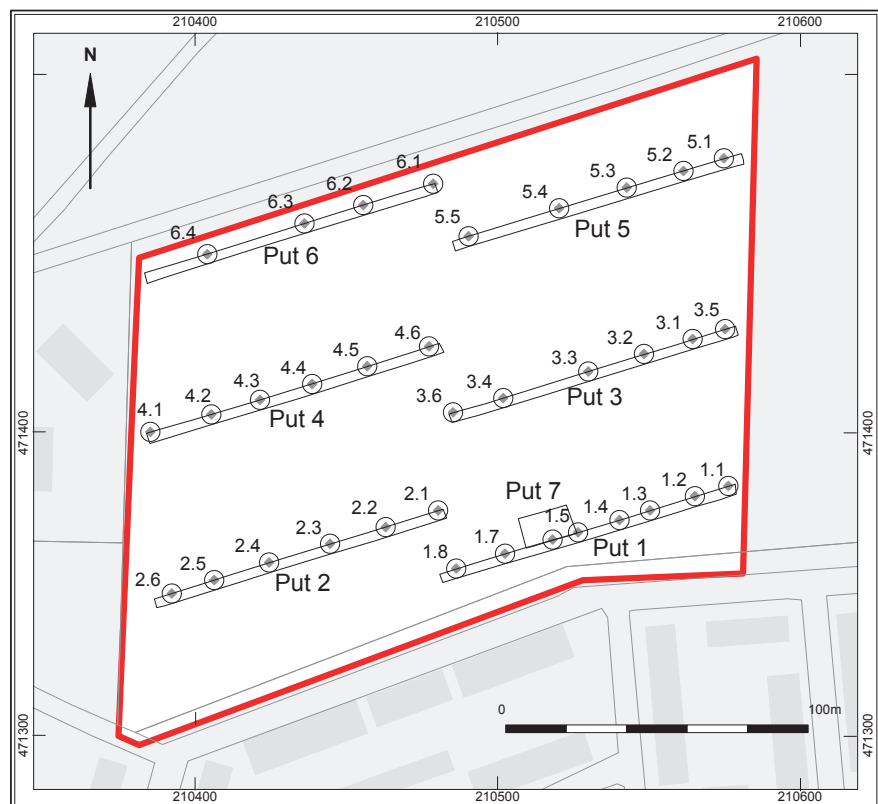 210400 210500 210600
N
5.1
5.2
6.1 5.3
6.2 5.4
6.3 5.5
6.4 Put 5
Put 6
3.5
3.1
4.6 3.2
4.5 3.3
4.4 3.4
4.3 3.6
4.2 Put 3
4.1 Put 4
471400 471400
Put 7 1.1
1.2
2.1 1.3
2.2 1.5 1.4
2.3 1.7 Put 1
2.4 1.8
2.5 Put 2
2.6
0 100m
471300 471300
210400 210500 210600